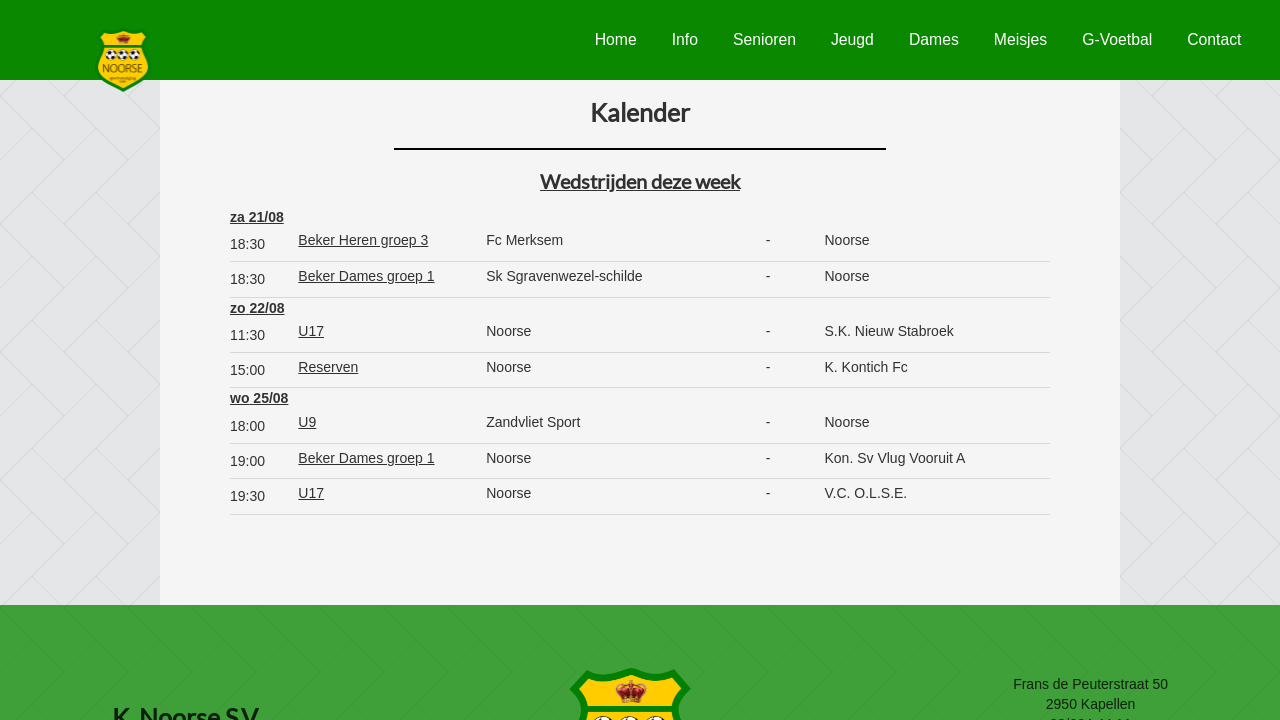 NOORSE
Home Info Senioren Jeugd Dames Meisjes G-Voetbal Contact
Kalender
Wedstrijden deze week
za 21/08
18:30 Beker Heren groep 3 Fc Merksem - Noorse
18:30 Beker Dames groep 1 Sk Sgravenwezel-schilde - Noorse
zo 22/08
11:30 U17 Noorse - S.K. Nieuw Stabroek
15:00 Reserven Noorse - K. Kontich Fc
wo 25/08
18:00 U9 Zandvliet Sport - Noorse
19:00 Beker Dames groep 1 Noorse - Kon. Sv Vlug Vooruit A
19:30 U17 Noorse - V.C. O.L.S.E.
K. Noorse S.V.
Frans de Peuterstraat 50
2950 Kapellen